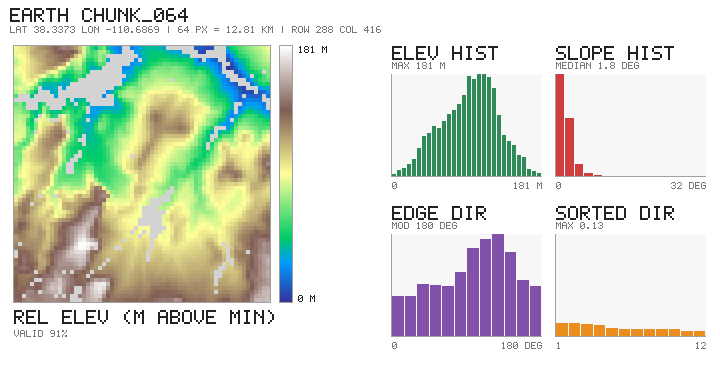 EARTH CHUNK_064
LAT 38.3373 LON -110.6869 | 64 PX = 12.81 KM | ROW 288 COL 416
181 M
0 M
REL ELEV (M ABOVE MIN)
VALID 91%
ELEV HIST
MAX 181 M
0 181 M
SLOPE HIST
MEDIAN 1.8 DEG
0 32 DEG
EDGE DIR
MOD 180 DEG
0 180 DEG
SORTED DIR
MAX 0.13
1 12